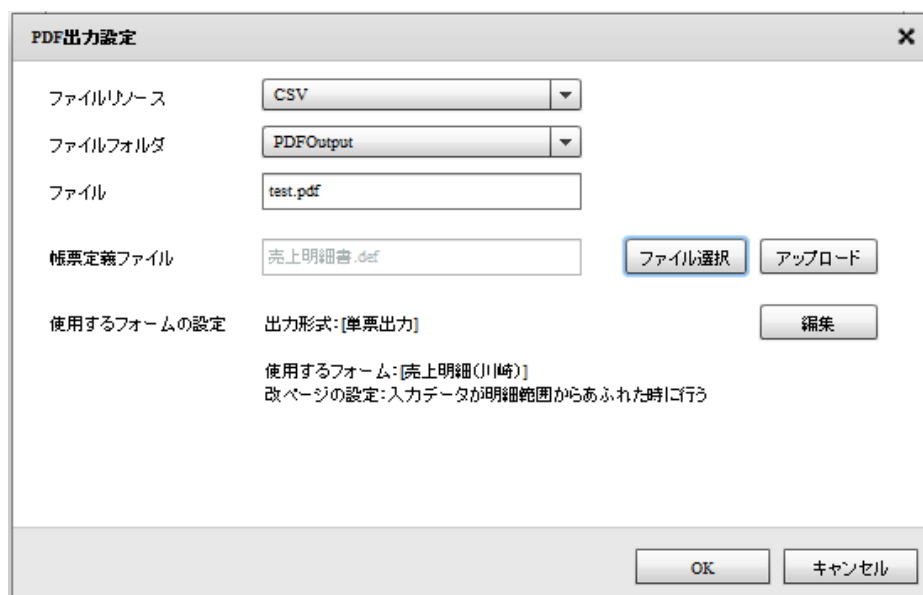 PDF出力設定
ファイルリソース CSV
ファイルフォルダ PDFOutput
ファイル test.pdf
帳票定義ファイル 売上明細書.def ファイル選択 アップロード
使用するフォームの設定 出力形式:[単票出力] 編集
使用するフォーム:[売上明細(川崎)]
改ページの設定:入力データが明細範囲からあふれた時に行う
OK キャンセル